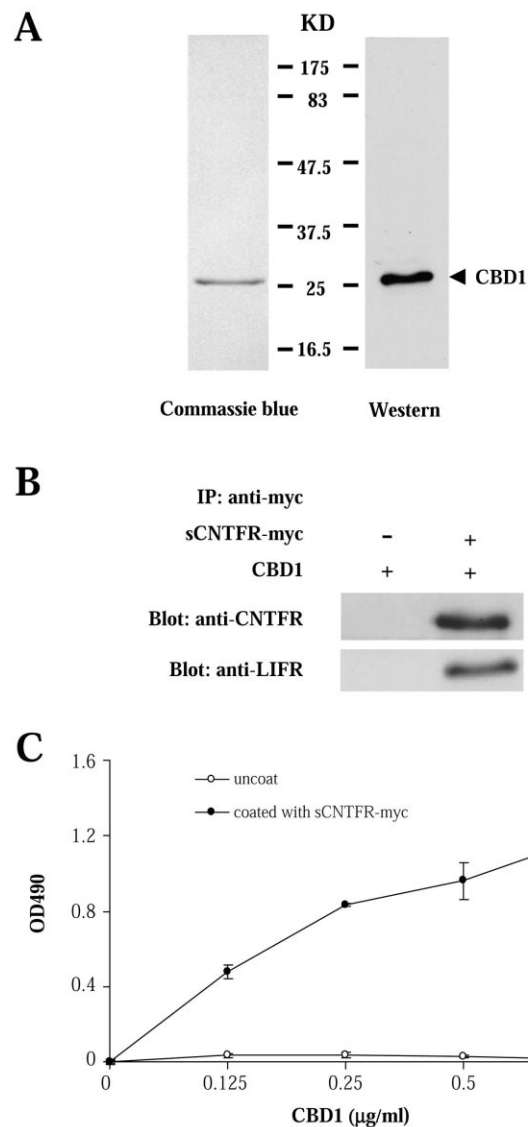 A
KD
175
83
47.5
37.5
25
16.5
CBD1
Commassie blue
Western
B
IP: anti-myc
sCNTFR-myc - +
CBD1 + +
Blot: anti-CNTFR
Blot: anti-LIFR
C
1.6
1.2
0.8
0.4
0
OD490
uncoat
coated with sCNTFR-myc
0 0.125 0.25 0.5
CBD1 (μg/ml)